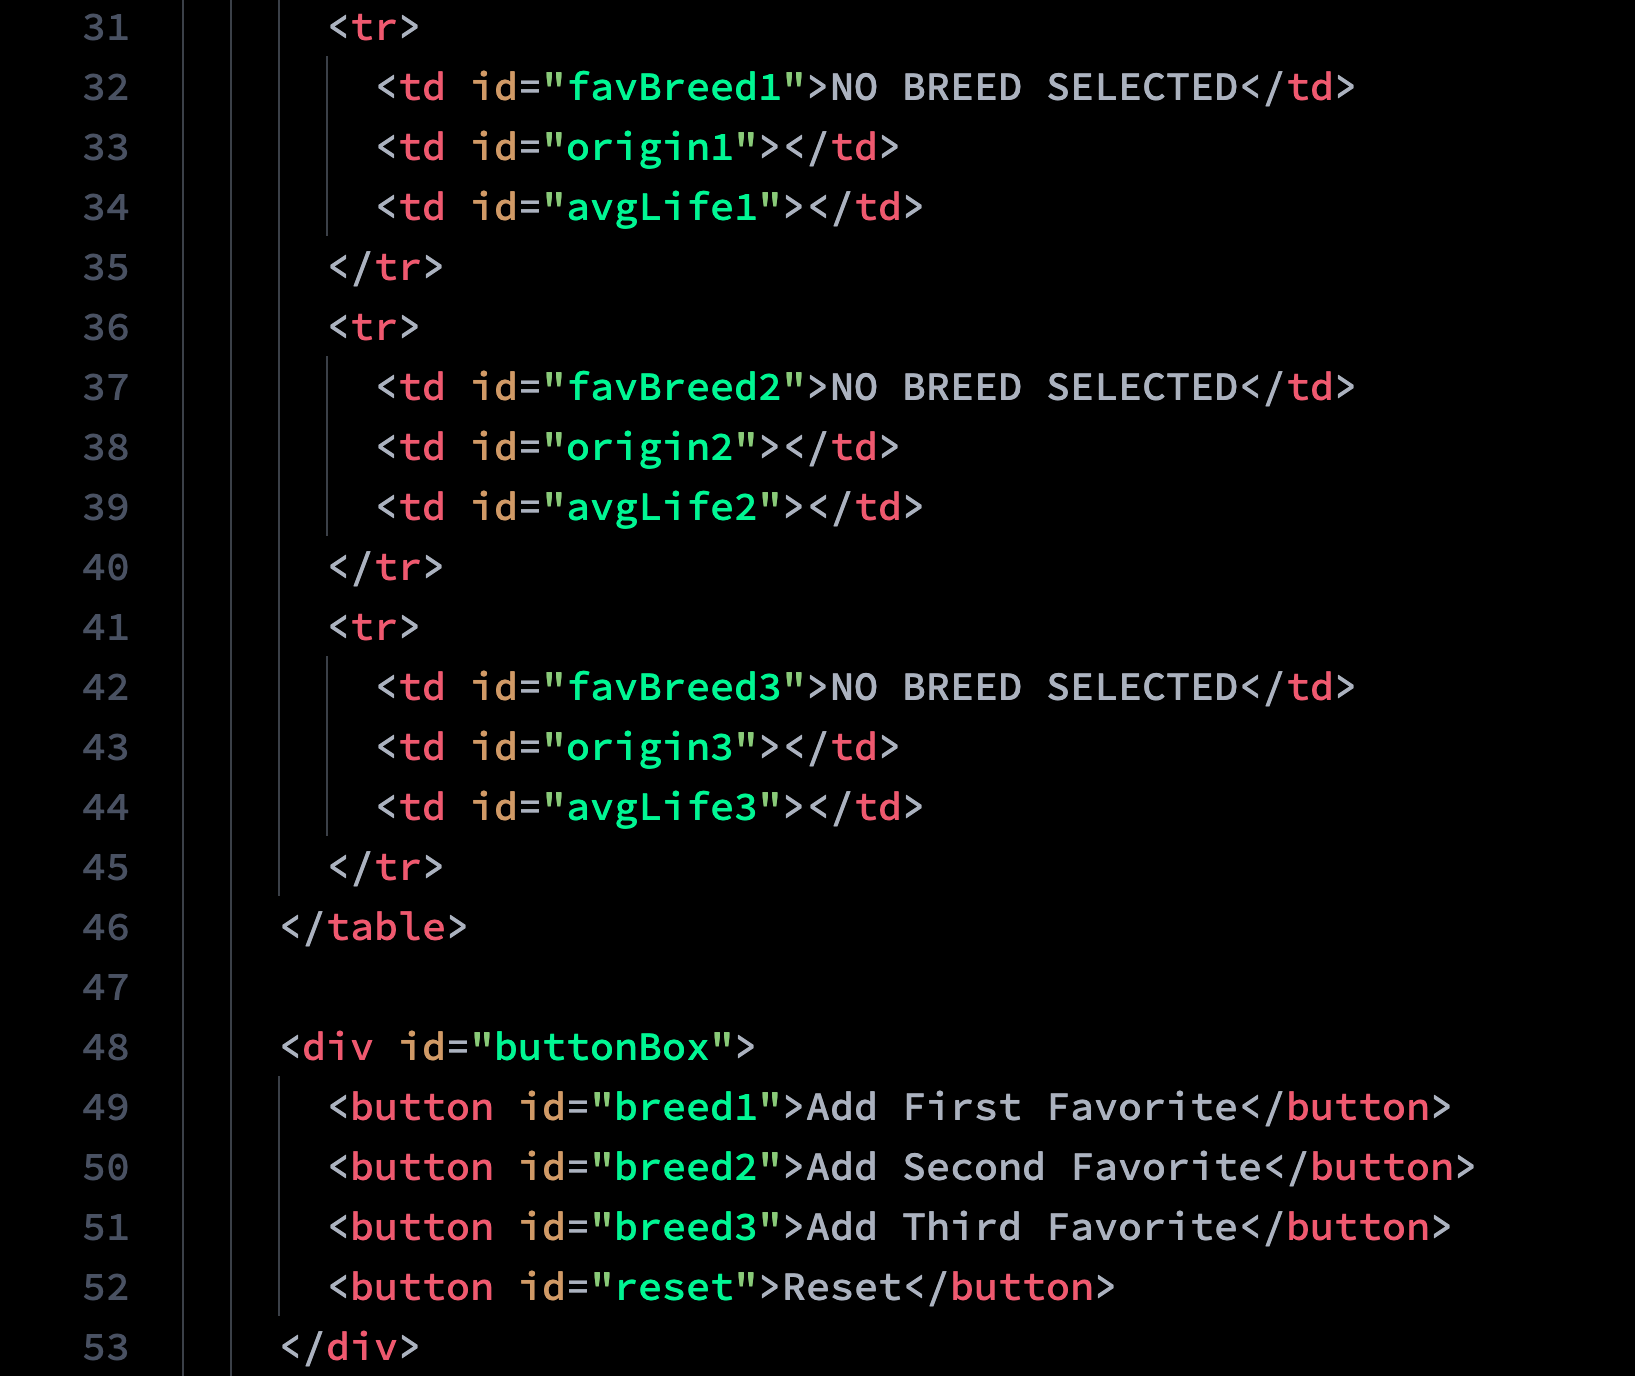 31 <tr>
32 <td id="favBreed1">NO BREED SELECTED</td>
33 <td id="origin1"></td>
34 <td id="avgLife1"></td>
35 </tr>
36 <tr>
37 <td id="favBreed2">NO BREED SELECTED</td>
38 <td id="origin2"></td>
39 <td id="avgLife2"></td>
40 </tr>
41 <tr>
42 <td id="favBreed3">NO BREED SELECTED</td>
43 <td id="origin3"></td>
44 <td id="avgLife3"></td>
45 </tr>
46 </table>
47
48 <div id="buttonBox">
49 <button id="breed1">Add First Favorite</button>
50 <button id="breed2">Add Second Favorite</button>
51 <button id="breed3">Add Third Favorite</button>
52 <button id="reset">Reset</button>
53 </div>